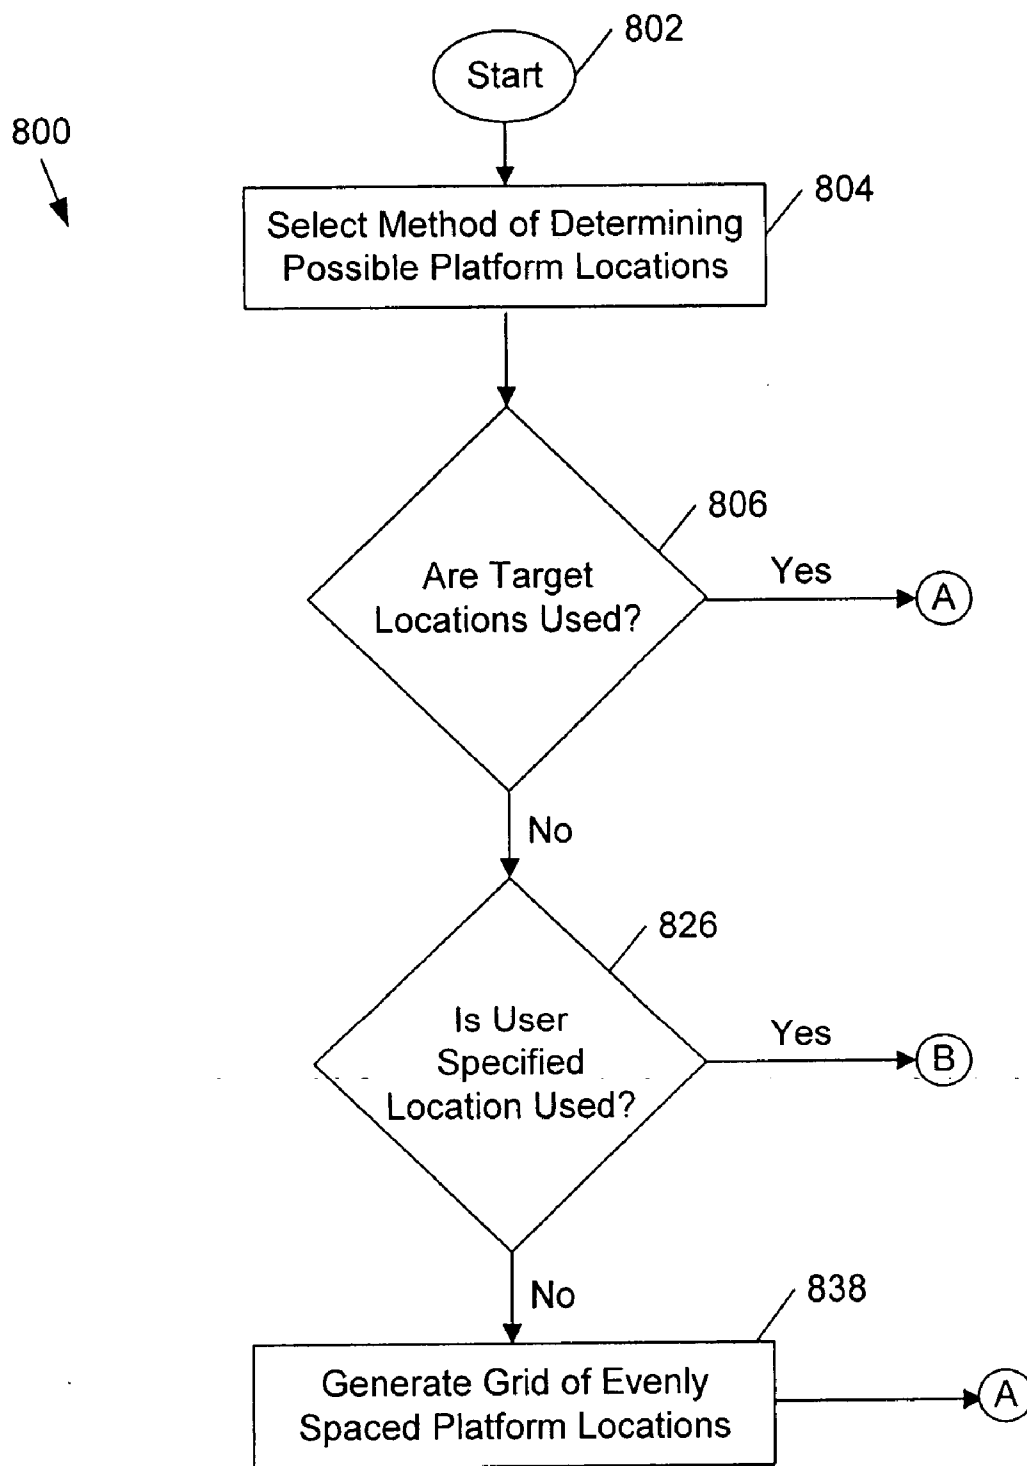 802
Start
800
804
Select Method of Determining
Possible Platform Locations
806
Are Target
Locations Used?
Yes
A
No
826
Is User
Specified
Location Used?
Yes
B
No
838
Generate Grid of Evenly
Spaced Platform Locations
A